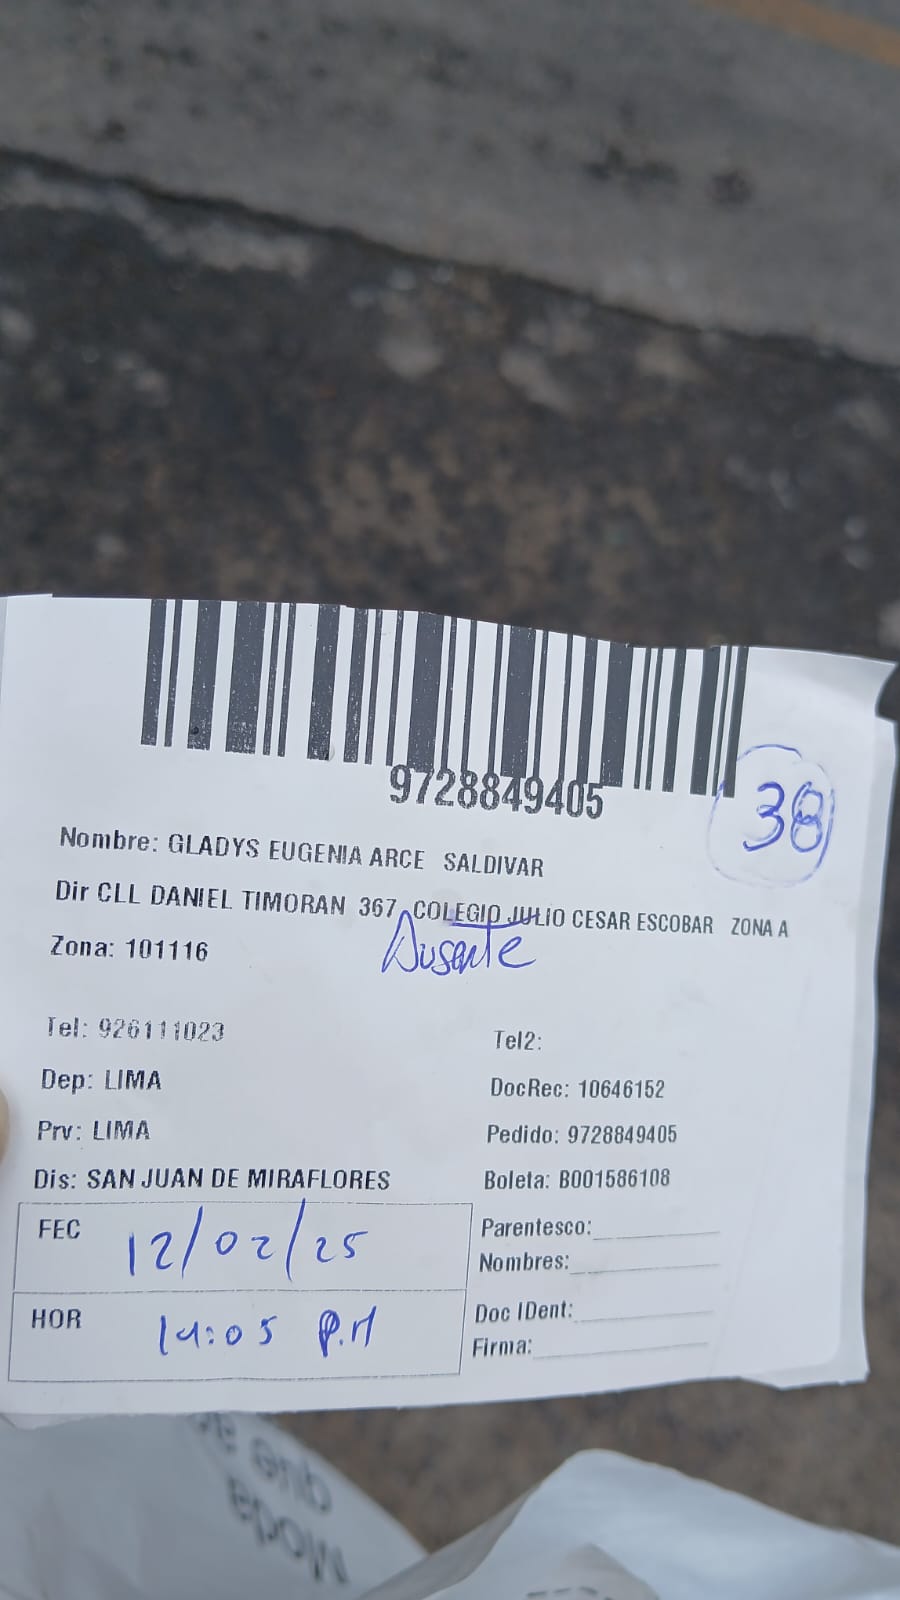 9728849405
38
Nombre: GLADYS EUGENIA ARCE SALDIVAR
Dir CLL DANIEL TIMORAN 367 COLEGIO JULIO CESAR ESCOBAR ZONA A
Ausente
Zona: 101116
Tel: 926111023
Tel2:
Dep: LIMA
DocRec: 10646152
Prv: LIMA
Pedido: 9728849405
Dis: SAN JUAN DE MIRAFLORES
Boleta: B001586108
FEC 12/02/25
Parentesco:
Nombres:
HOR 14:05 P.M
Doc IDent:
Firma:
que
Moda